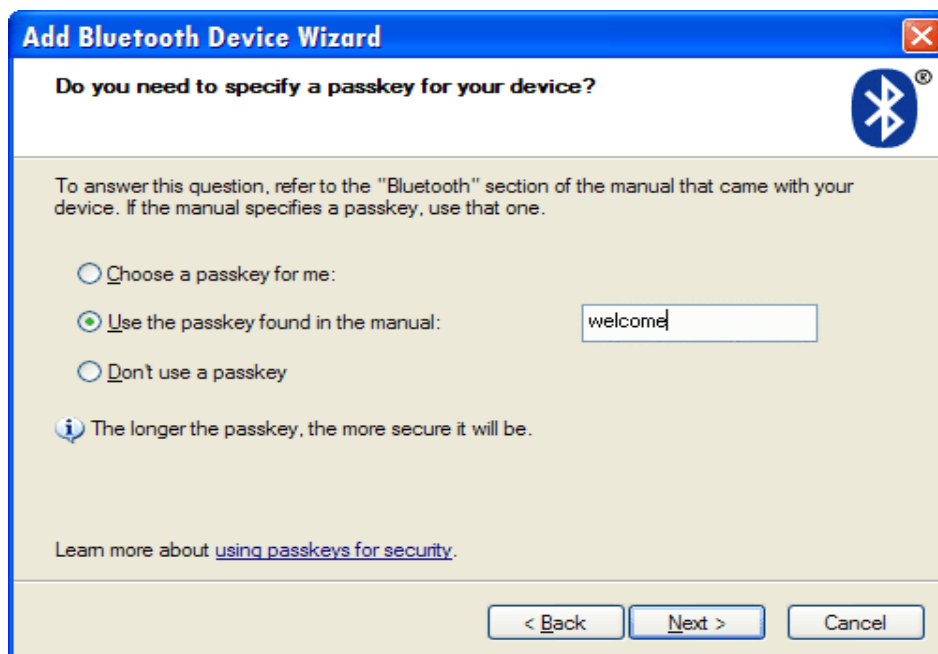 Add Bluetooth Device Wizard
Do you need to specify a passkey for your device?
®
To answer this question, refer to the "Bluetooth" section of the manual that came with your
device. If the manual specifies a passkey, use that one.
Choose a passkey for me:
Use the passkey found in the manual: welcome
Don't use a passkey
The longer the passkey, the more secure it will be.
Learn more about using passkeys for security.
< Back Next > Cancel